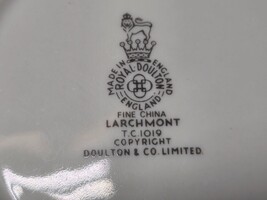 MADE IN ENGLAND
ROYAL·DOULTON
ENGLAND
FINE CHINA
LARCHMONT
T.C.1019
COPYRIGHT
DOULTON & CO. LIMITED.